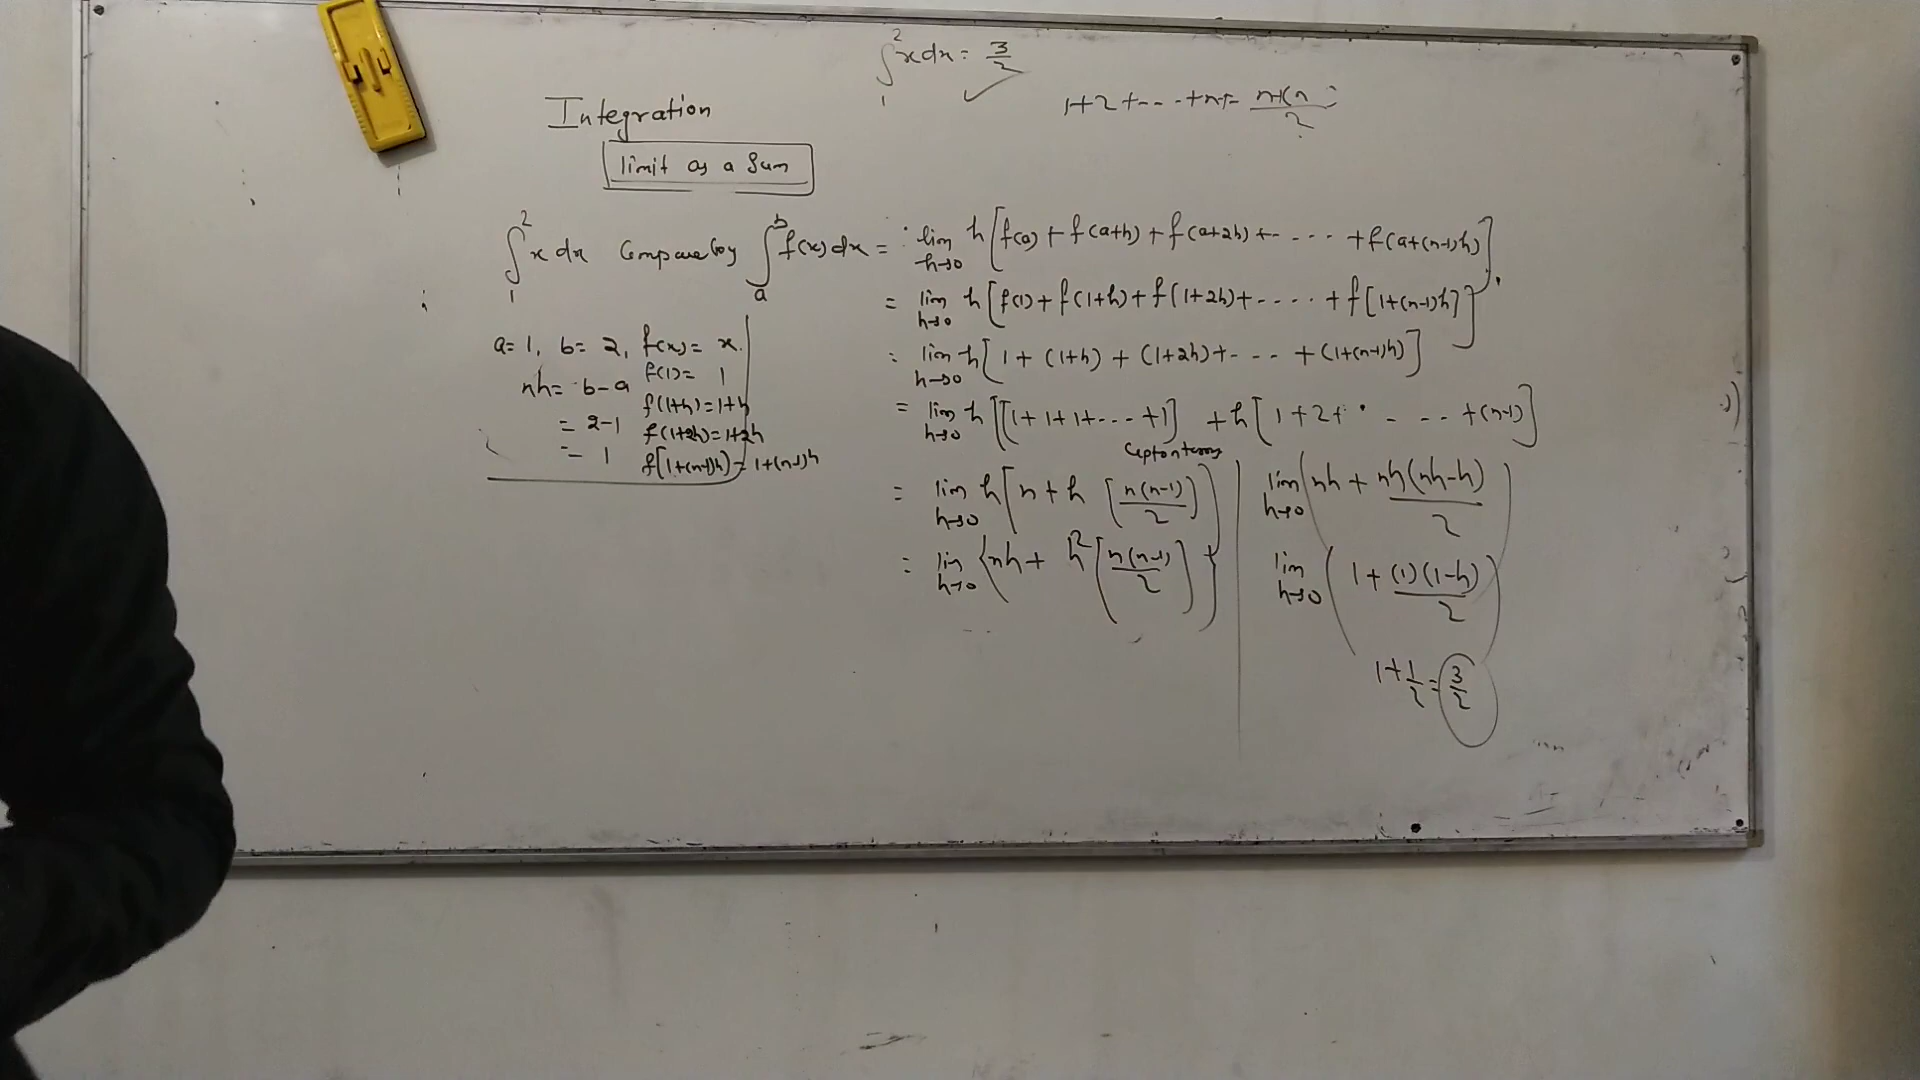 ∫₁² x dx = 3/2 ✓
1+2+---+n = n(n
2
Integration
limit as a Sum
∫₁² x dx Compare by ∫ₐᵇ f(x) dx = lim h→0 h[f(a) + f(a+h) + f(a+2h) + - - - - + f(a+(n-1)h)]
= lim h→0 h[f(1) + f(1+h) + f(1+2h) + - - - - + f[1+(n-1)h]]
= lim h→0 h[1 + (1+h) + (1+2h) + - - - + (1+(n-1)h)]
= lim h→0 h[[1+1+1+---+1] + h[1+2+ - - - + (n-1)]
upto n terms
= lim h→0 h[n + h [n(n-1)/2]]
= lim h→0 {nh + h² [n(n-1)/2]}
a = 1, b = 2, f(x) = x.
f(1) = 1
nh = b-a
f(1+h) = 1+h
= 2-1
f(1+2h) = 1+2h
= 1
f[1+(n-1)h] = 1+(n-1)h
lim h→0 (nh + nh(nh-h)/2)
lim h→0 (1 + (1)(1-h)/2)
1+1/2 = 3/2